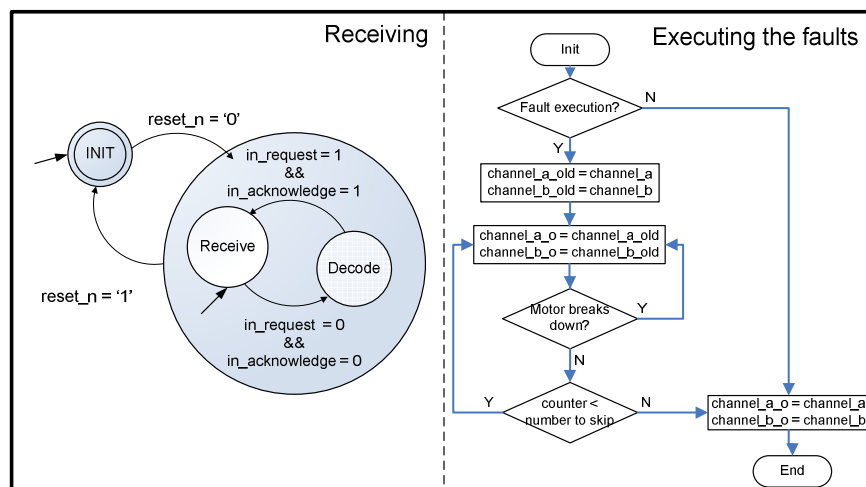 Receiving
reset_n = ‘0’
INIT
in_request = 1
&&
in_acknowledge = 1
Receive
Decode
reset_n = ‘1’
in_request = 0
&&
in_acknowledge = 0
Executing the faults
Init
Fault execution?
N
Y
channel_a_old = channel_a
channel_b_old = channel_b
channel_a_o = channel_a_old
channel_b_o = channel_b_old
Motor breaks
down?
Y
N
Y
counter <
number to skip
N
channel_a_o = channel_a
channel_b_o = channel_b
End